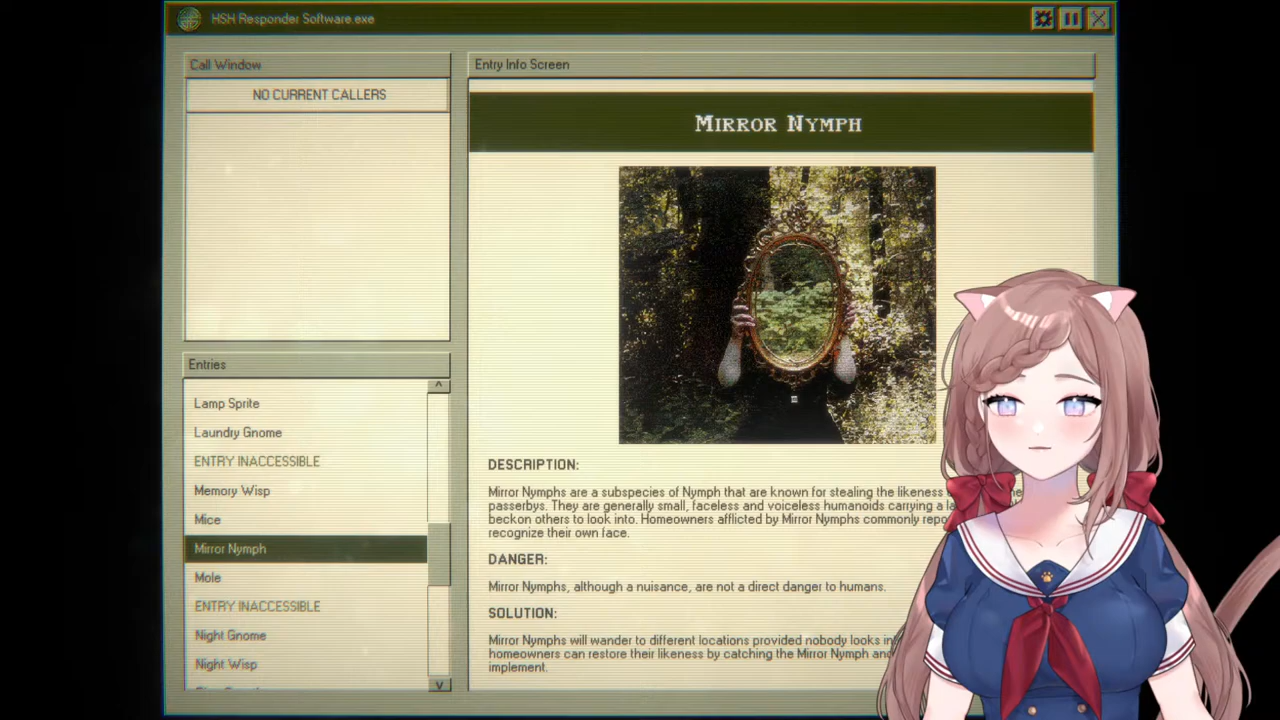 HSH Responder Software.exe
Call Window
NO CURRENT CALLERS
Entries
Lamp Sprite
Laundry Gnome
ENTRY INACCESSIBLE
Memory Wisp
Mice
Mirror Nymph
Mole
ENTRY INACCESSIBLE
Night Gnome
Night Wisp
Entry Info Screen
Mirror Nymph
DESCRIPTION:
Mirror Nymphs are a subspecies of Nymph that are known for stealing the likeness
passerbys. They are generally small, faceless and voiceless humanoids carrying a
beckon others to look into. Homeowners afflicted by Mirror Nymphs commonly
recognize their own face.
DANGER:
Mirror Nymphs, although a nuisance, are not a direct danger to humans.
SOLUTION:
Mirror Nymphs will wander to different locations provided nobody looks
homeowners can restore their likeness by catching the Mirror Nymph and
implement.